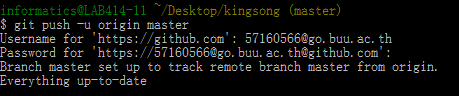 informatics@LAB414-11 ~/Desktop/kingsong (master)
$ git push -u origin master
Username for 'https://github.com': 57160566@go.buu.ac.th
Password for 'https://57160566@go.buu.ac.th@github.com':
Branch master set up to track remote branch master from origin.
Everything up-to-date